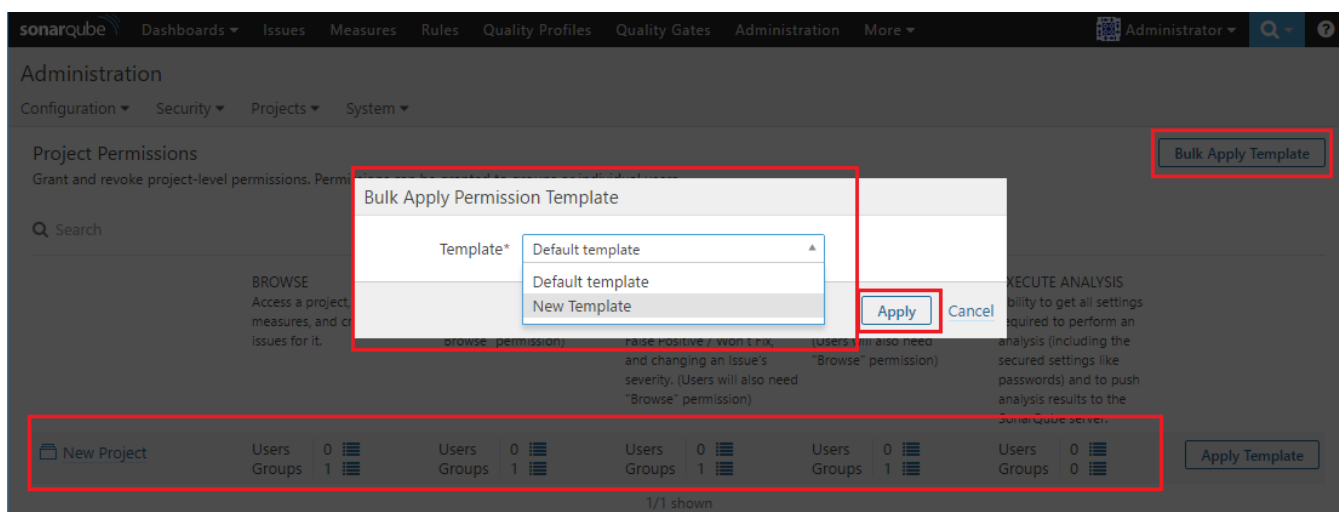 sonarqube Dashboards Issues Measures Rules Quality Profiles Quality Gates Administration More Administrator
Administration
Configuration Security Projects System
Project Permissions
Bulk Apply Template
Grant and revoke project-level permissions.
Bulk Apply Permission Template
Search
Template* Default template
Default template
New Template
Apply Cancel
BROWSE
Access a project,
measures, and
issues for it.
"Browse" permission)
False Positive / Won't Fix,
and changing an Issue's
severity. (Users will also need
"Browse" permission)
(Users will also need
"Browse" permission)
EXECUTE ANALYSIS
ability to get all settings
required to perform an
analysis (including the
secured settings like
passwords) and to push
analysis results to the
SonarQube server.
New Project
Users 0 Users 0 Users 0 Users 0 Users 0
Groups 1 Groups 1 Groups 1 Groups 1 Groups 0
Apply Template
1/1 shown